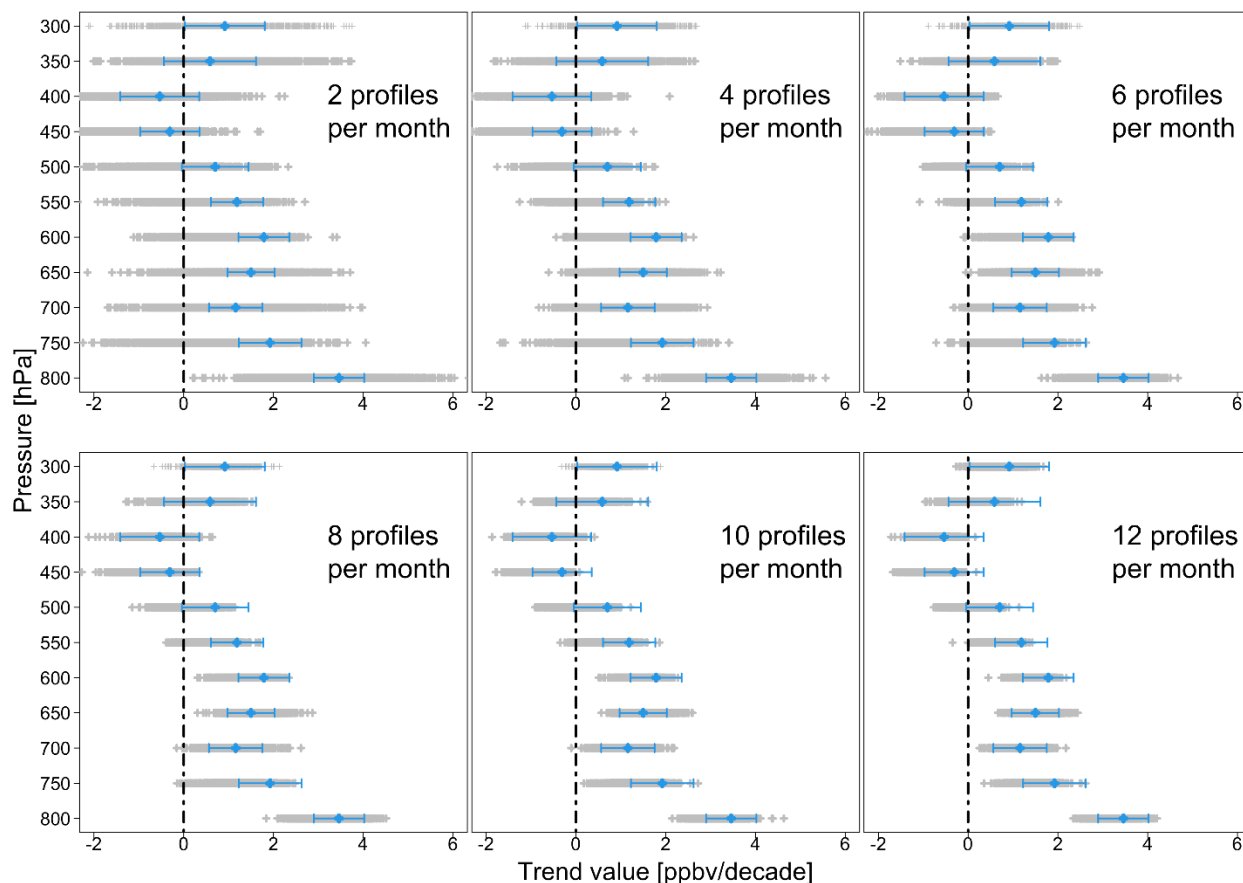 300
350
400
450
500
550
600
650
700
750
800
2 profiles
per month
4 profiles
per month
6 profiles
per month
-2 0 2 4 6
-2 0 2 4 6
-2 0 2 4 6
Pressure [hPa]
300
350
400
450
500
550
600
650
700
750
800
8 profiles
per month
10 profiles
per month
12 profiles
per month
-2 0 2 4 6
-2 0 2 4 6
-2 0 2 4 6
Trend value [ppbv/decade]